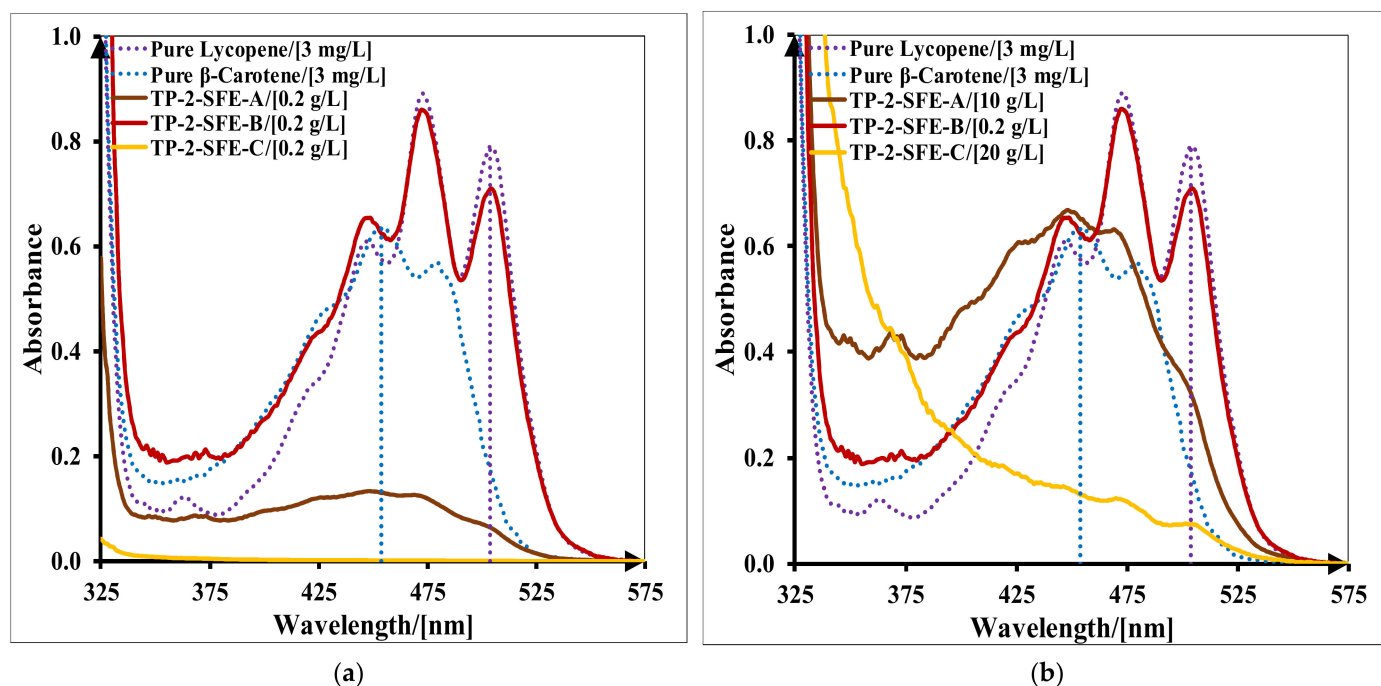 1.0
0.8
0.6
0.4
0.2
0.0
Absorbance
Pure Lycopene/[3 mg/L]
Pure β-Carotene/[3 mg/L]
TP-2-SFE-A/[0.2 g/L]
TP-2-SFE-B/[0.2 g/L]
TP-2-SFE-C/[0.2 g/L]
325 375 425 475 525 575
Wavelength/[nm]
(a)
1.0
0.8
0.6
0.4
0.2
0.0
Absorbance
Pure Lycopene/[3 mg/L]
Pure β-Carotene/[3 mg/L]
TP-2-SFE-A/[10 g/L]
TP-2-SFE-B/[0.2 g/L]
TP-2-SFE-C/[20 g/L]
325 375 425 475 525 575
Wavelength/[nm]
(b)